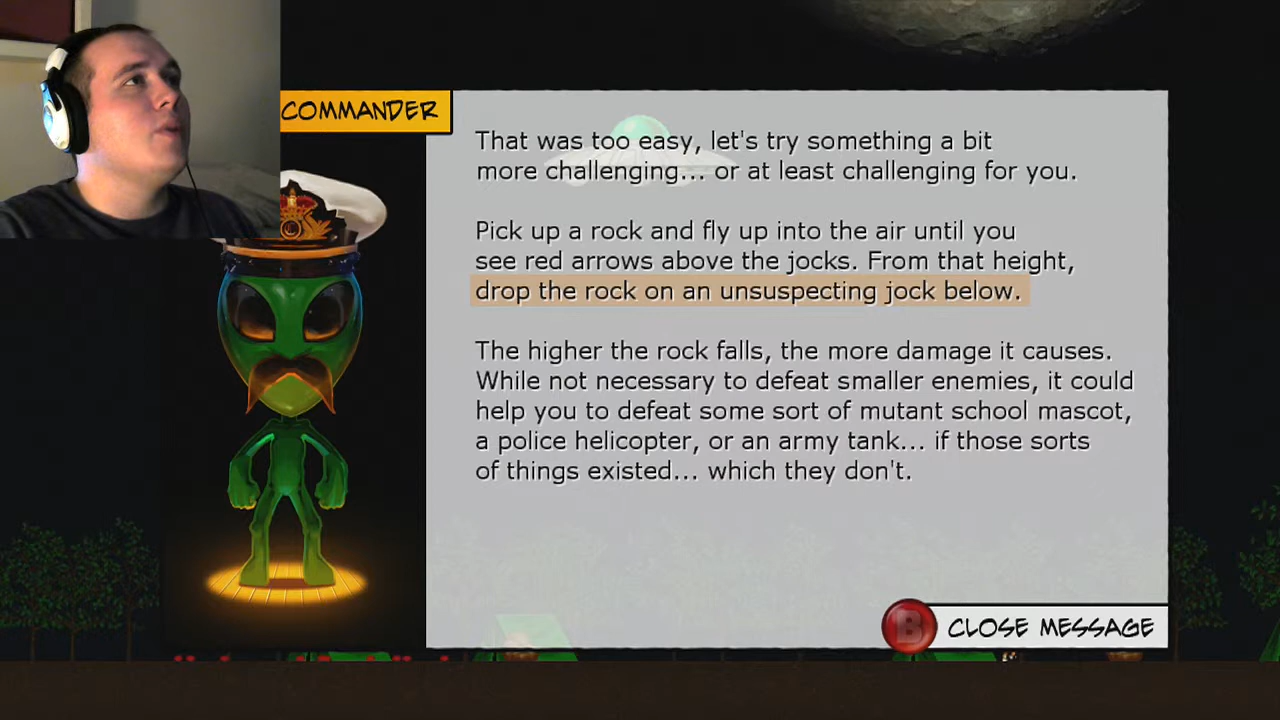 COMMANDER
That was too easy, let's try something a bit
more challenging... or at least challenging for you.
Pick up a rock and fly up into the air until you
see red arrows above the jocks. From that height,
drop the rock on an unsuspecting jock below.
The higher the rock falls, the more damage it causes.
While not necessary to defeat smaller enemies, it could
help you to defeat some sort of mutant school mascot,
a police helicopter, or an army tank... if those sorts
of things existed... which they don't.
B CLOSE MESSAGE